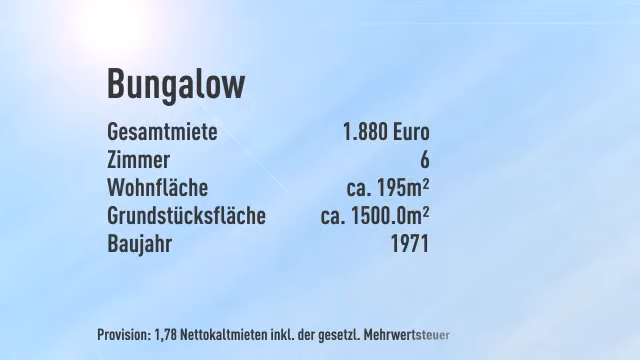 Bungalow
Gesamtmiete 1.880 Euro
Zimmer 6
Wohnfläche ca. 195m²
Grundstücksfläche ca. 1500.0m²
Baujahr 1971
Provision: 1,78 Nettokaltmieten inkl. der gesetzl. Mehrwertsteuer